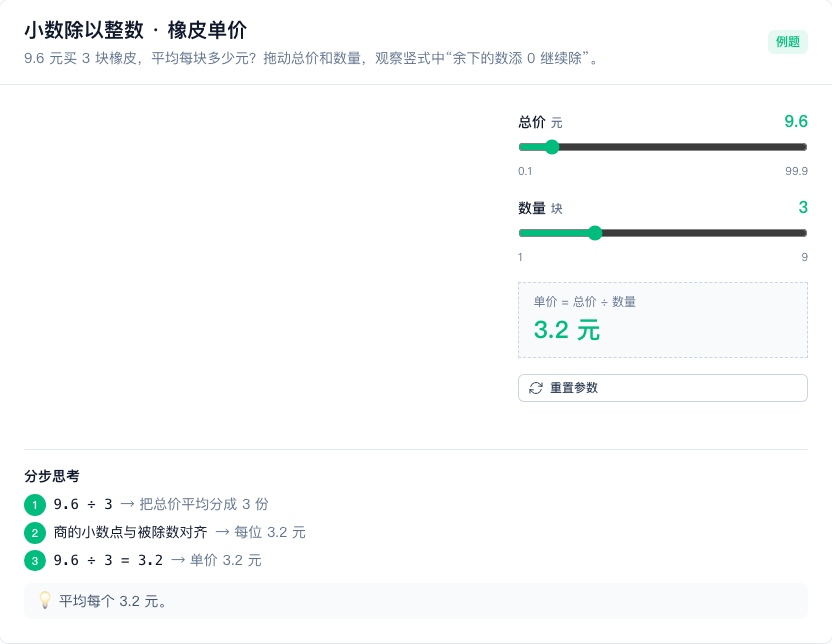 小数除以整数 · 橡皮单价
9.6 元买 3 块橡皮，平均每块多少元？拖动总价和数量，观察竖式中“余下的数添 0 继续除”。
例题
总价 元 9.6
0.1 99.9
数量 块 3
1 9
单价 = 总价 ÷ 数量
3.2 元
重置参数
分步思考
1 9.6 ÷ 3 → 把总价平均分成 3 份
2 商的小数点与被除数对齐 → 每位 3.2 元
3 9.6 ÷ 3 = 3.2 → 单价 3.2 元
平均每个 3.2 元。